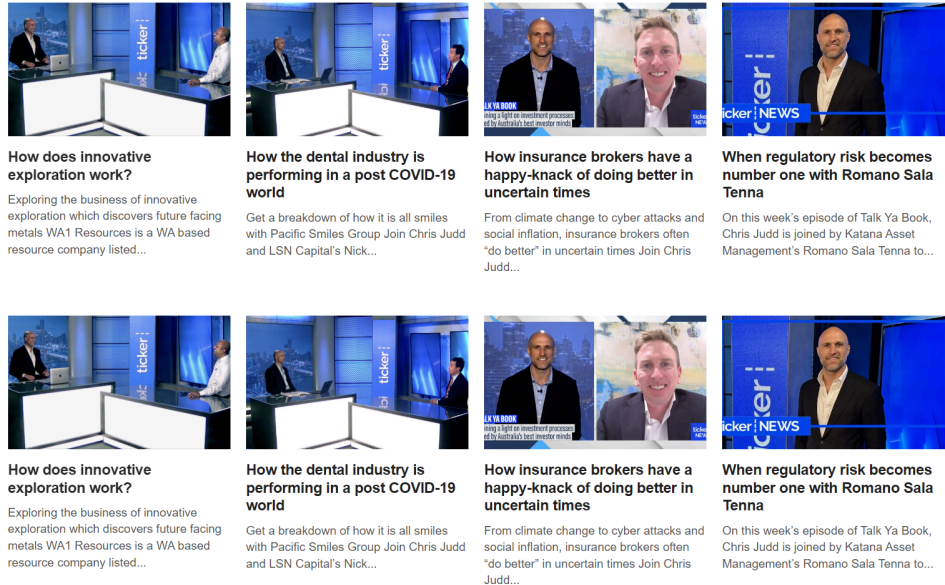 ticker
ticker
TALK YA BOOK
ining a light on investment processes
ed by Australia's best investor minds
ticke
NEW
ticker
ticker NEWS
How does innovative
exploration work?
Exploring the business of innovative
exploration which discovers future facing
metals WA1 Resources is a WA based
resource company listed...
How the dental industry is
performing in a post COVID-19
world
Get a breakdown of how it is all smiles
with Pacific Smiles Group Join Chris Judd
and LSN Capital's Nick...
How insurance brokers have a
happy-knack of doing better in
uncertain times
From climate change to cyber attacks and
social inflation, insurance brokers often
“do better” in uncertain times Join Chris
Judd...
When regulatory risk becomes
number one with Romano Sala
Tenna
On this week's episode of Talk Ya Book,
Chris Judd is joined by Katana Asset
Management's Romano Sala Tenna to...
ticker
ticker
TALK YA BOOK
ining a light on investment processes
ed by Australia's best investor minds
ticke
NEW
ticker
ticker NEWS
How does innovative
exploration work?
Exploring the business of innovative
exploration which discovers future facing
metals WA1 Resources is a WA based
resource company listed...
How the dental industry is
performing in a post COVID-19
world
Get a breakdown of how it is all smiles
with Pacific Smiles Group Join Chris Judd
and LSN Capital's Nick...
How insurance brokers have a
happy-knack of doing better in
uncertain times
From climate change to cyber attacks and
social inflation, insurance brokers often
“do better” in uncertain times Join Chris
Judd...
When regulatory risk becomes
number one with Romano Sala
Tenna
On this week's episode of Talk Ya Book,
Chris Judd is joined by Katana Asset
Management's Romano Sala Tenna to...